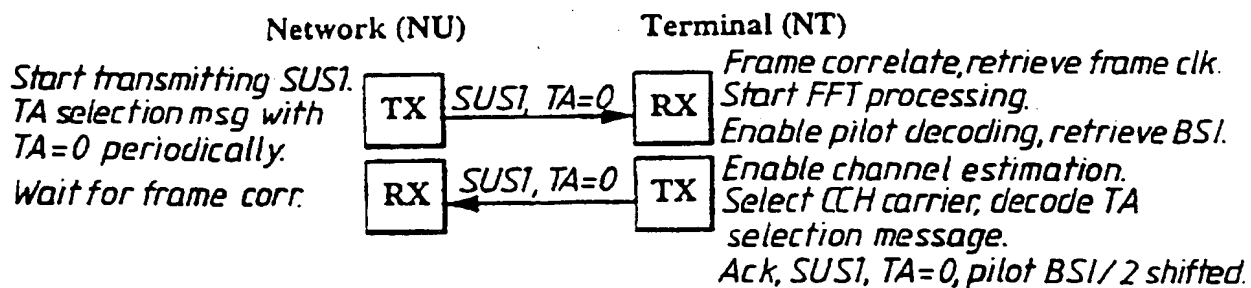 Network (NU)
Terminal (NT)
Start transmitting SUS1.
TA selection msg with
TA=0 periodically.
Wait for frame corr.
TX
SUS1, TA=0
RX
RX
SUS1, TA=0
TX
Frame correlate, retrieve frame clk.
Start FFT processing.
Enable pilot decoding, retrieve BSI.
Enable channel estimation.
Select CCH carrier, decode TA
selection message.
Ack, SUS1, TA=0, pilot BSI/2 shifted.